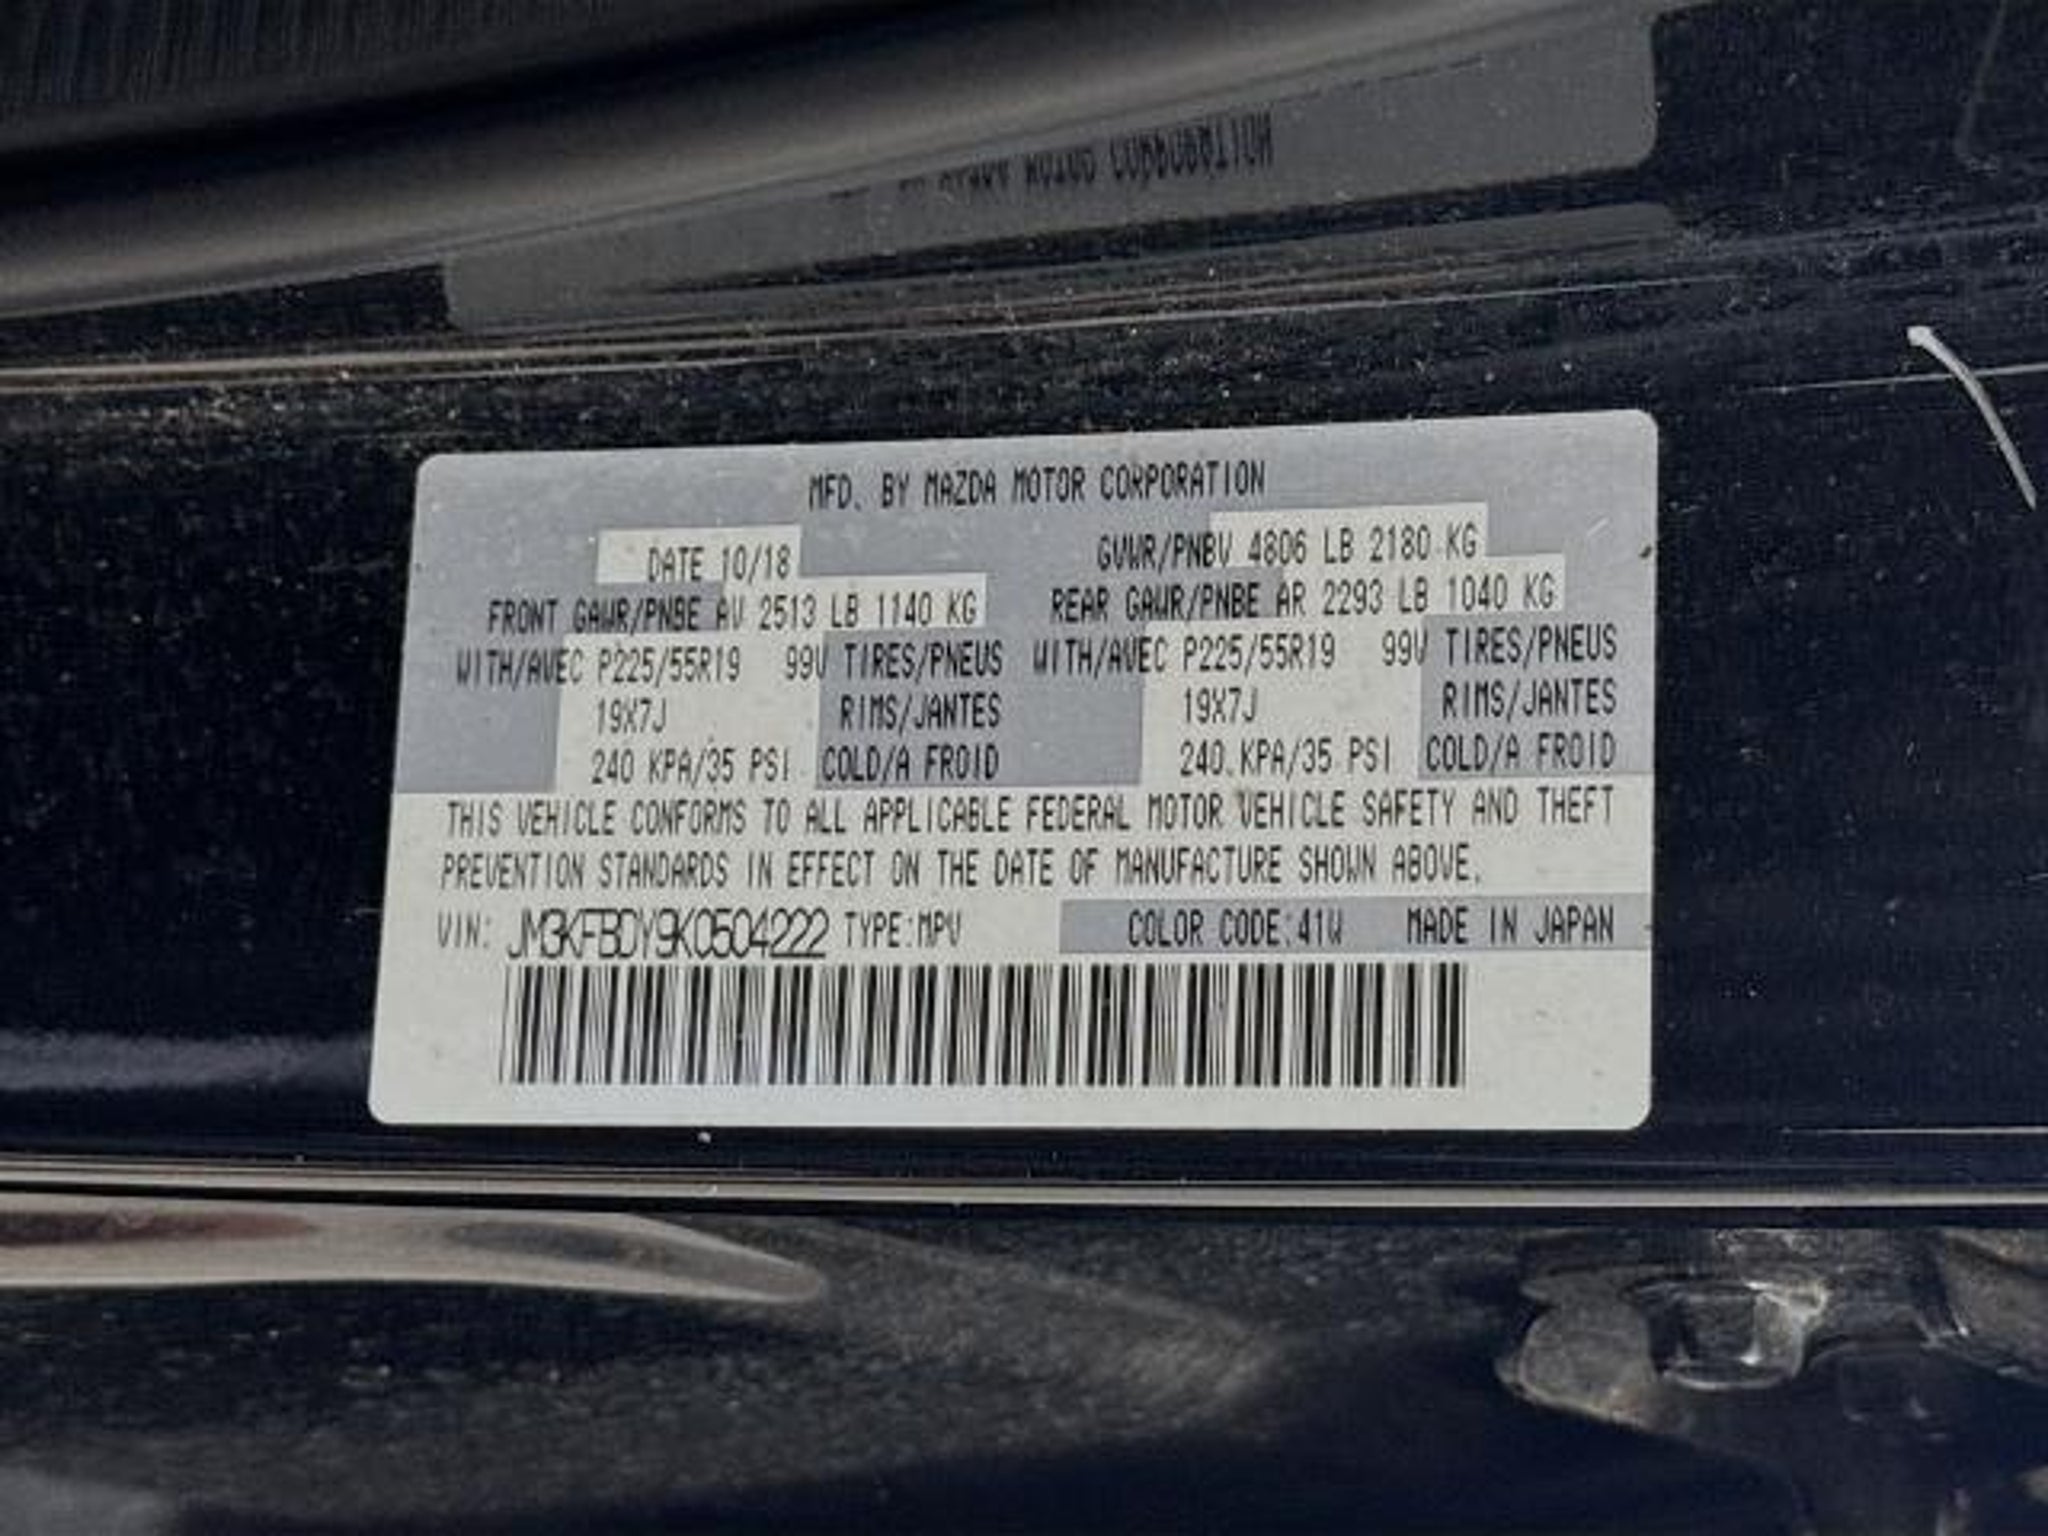 MFD. BY MAZDA MOTOR CORPORATION
DATE 10/18 GVWR/PNBV 4806 LB 2180 KG
FRONT GAWR/PNBE AV 2513 LB 1140 KG REAR GAWR/PNBE AR 2293 LB 1040 KG
WITH/AVEC P225/55R19 99V TIRES/PNEUS WITH/AVEC P225/55R19 99V TIRES/PNEUS
19X7J RIMS/JANTES 19X7J RIMS/JANTES
240 KPA/35 PSI COLD/A FROID 240 KPA/35 PSI COLD/A FROID
THIS VEHICLE CONFORMS TO ALL APPLICABLE FEDERAL MOTOR VEHICLE SAFETY AND THEFT
PREVENTION STANDARDS IN EFFECT ON THE DATE OF MANUFACTURE SHOWN ABOVE.
VIN: JM3KFBDY9K0504222 TYPE:MPV COLOR CODE:41W MADE IN JAPAN